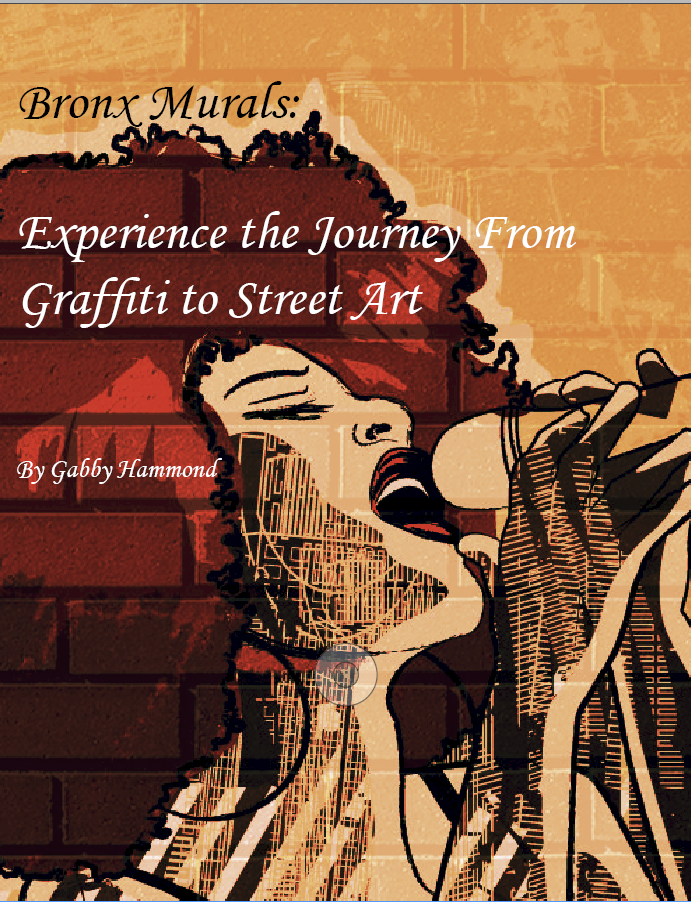 Bronx Murals:
Experience the Journey From
Graffiti to Street Art
By Gabby Hammond